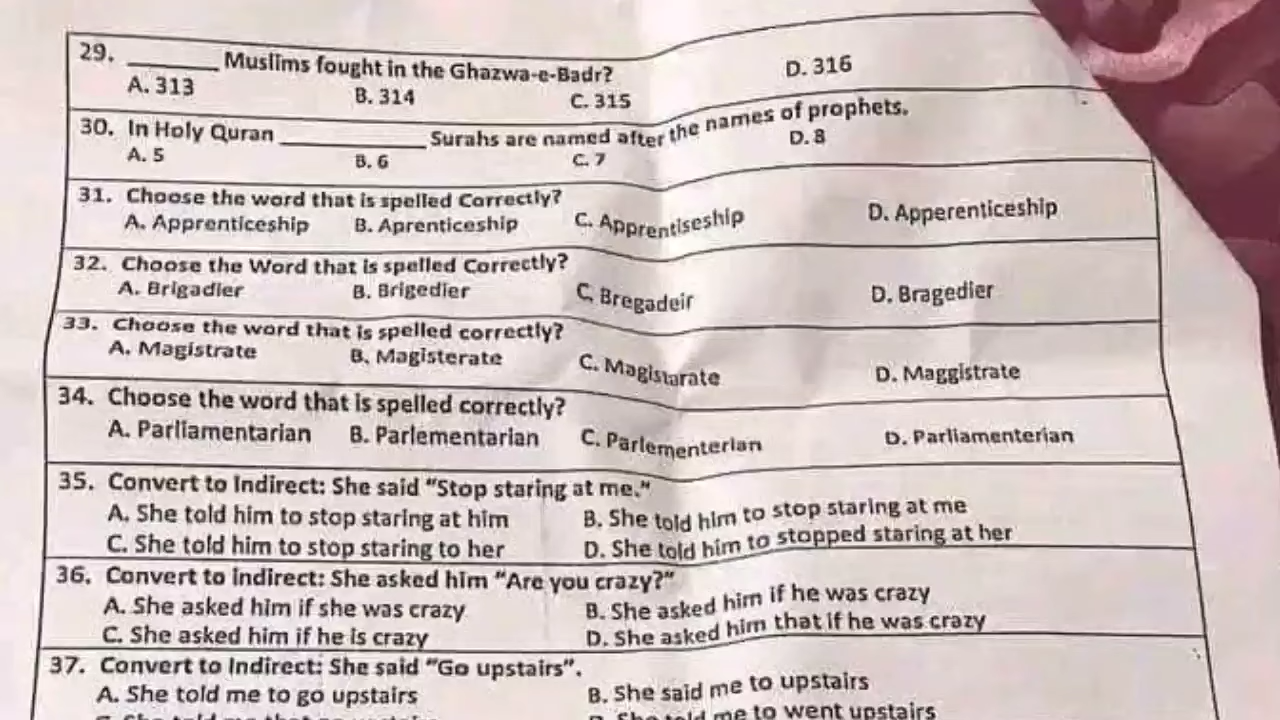 29. ______ Muslims fought in the Ghazwa-e-Badr?
A. 313 B. 314 C. 315 D. 316
30. In Holy Quran __________ Surahs are named after the names of prophets.
A. 5 B. 6 C. 7 D. 8
31. Choose the word that is spelled Correctly?
A. Apprenticeship B. Aprenticeship C. Apprentiseship D. Apperenticeship
32. Choose the Word that is spelled Correctly?
A. Brigadier B. Brigedier C. Bregadeir D. Bragedier
33. Choose the word that is spelled correctly?
A. Magistrate B. Magisterate C. Magistarate D. Maggistrate
34. Choose the word that is spelled correctly?
A. Parliamentarian B. Parlementarian C. Parlementerian D. Parliamenterian
35. Convert to Indirect: She said “Stop staring at me.”
A. She told him to stop staring at him B. She told him to stop staring at me
C. She told him to stop staring to her D. She told him to stopped staring at her
36. Convert to Indirect: She asked him “Are you crazy?”
A. She asked him if she was crazy B. She asked him if he was crazy
C. She asked him if he is crazy D. She asked him that if he was crazy
37. Convert to Indirect: She said “Go upstairs”.
A. She told me to go upstairs B. She said me to upstairs
She told me to went upstairs